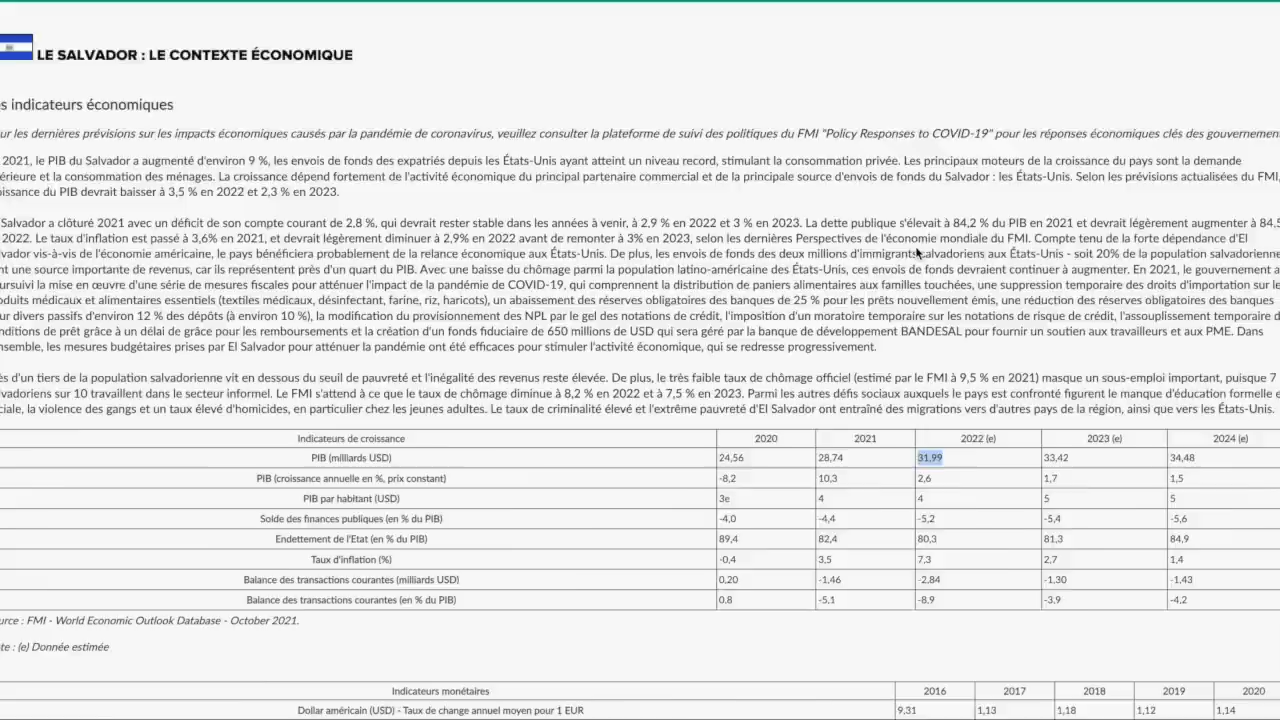 LE SALVADOR : LE CONTEXTE ÉCONOMIQUE
s indicateurs économiques
ur les dernières prévisions sur les impacts économiques causés par la pandémie de coronavirus, veuillez consulter la plateforme de suivi des politiques du FMI "Policy Responses to COVID-19" pour les réponses économiques clés des gouvernement
2021, le PIB du Salvador a augmenté d'environ 9 %, les envois de fonds des expatriés depuis les États-Unis ayant atteint un niveau record, stimulant la consommation privée. Les principaux moteurs de la croissance du pays sont la demande
érieure et la consommation des ménages. La croissance dépend fortement de l'activité économique du principal partenaire commercial et de la principale source d'envois de fonds du Salvador : les États-Unis. Selon les prévisions actualisées du FMI,
issance du PIB devrait baisser à 3,5 % en 2022 et 2,3 % en 2023.
Salvador a clôturé 2021 avec un déficit de son compte courant de 2,8 %, qui devrait rester stable dans les années à venir, à 2,9 % en 2022 et 3 % en 2023. La dette publique s'élevait à 84,2 % du PIB en 2021 et devrait légèrement augmenter à 84,5
2022. Le taux d'inflation est passé à 3,6% en 2021, et devrait légèrement diminuer à 2,9% en 2022 avant de remonter à 3% en 2023, selon les dernières Perspectives de l'économie mondiale du FMI. Compte tenu de la forte dépendance d'El
vador vis-à-vis de l'économie américaine, le pays bénéficiera probablement de la relance économique aux États-Unis. De plus, les envois de fonds des deux millions d'immigrants salvadoriens aux États-Unis - soit 20% de la population salvadorienne
nt une source importante de revenus, car ils représentent près d'un quart du PIB. Avec une baisse du chômage parmi la population latino-américaine des États-Unis, ces envois de fonds devraient continuer à augmenter. En 2021, le gouvernement a
ursuivi la mise en œuvre d'une série de mesures fiscales pour atténuer l'impact de la pandémie de COVID-19, qui comprennent la distribution de paniers alimentaires aux familles touchées, une suppression temporaire des droits d'importation sur le
oduits médicaux et alimentaires essentiels (textiles médicaux, désinfectant, farine, riz, haricots), un abaissement des réserves obligatoires des banques de 25 % pour les prêts nouvellement émis, une réduction des réserves obligatoires des banques
ur divers passifs d'environ 12 % des dépôts (à environ 10 %), la modification du provisionnement des NPL par le gel des notations de crédit, l'imposition d'un moratoire temporaire sur les notations de risque de crédit, l'assouplissement temporaire d
nditions de prêt grâce à un délai de grâce pour les remboursements et la création d'un fonds fiduciaire de 650 millions de USD qui sera géré par la banque de développement BANDESAL pour fournir un soutien aux travailleurs et aux PME. Dans
nsemble, les mesures budgétaires prises par El Salvador pour atténuer la pandémie ont été efficaces pour stimuler l'activité économique, qui se redresse progressivement.
ès d'un tiers de la population salvadorienne vit en dessous du seuil de pauvreté et l'inégalité des revenus reste élevée. De plus, le très faible taux de chômage officiel (estimé par le FMI à 9,5 % en 2021) masque un sous-emploi important, puisque 7
vadoriens sur 10 travaillent dans le secteur informel. Le FMI s'attend à ce que le taux de chômage diminue à 8,2 % en 2022 et à 7,5 % en 2023. Parmi les autres défis sociaux auxquels le pays est confronté figurent le manque d'éducation formelle e
ciale, la violence des gangs et un taux élevé d'homicides, en particulier chez les jeunes adultes. Le taux de criminalité élevé et l'extrême pauvreté d'El Salvador ont entraîné des migrations vers d'autres pays de la région, ainsi que vers les États-Unis.
Indicateurs de croissance 2020 2021 2022 (e) 2023 (e) 2024 (e)
PIB (milliards USD) 24,56 28,74 31,99 33,42 34,48
PIB (croissance annuelle en %, prix constant) -8,2 10,3 2,6 1,7 1,5
PIB par habitant (USD) 3e 4 4 5 5
Solde des finances publiques (en % du PIB) -4,0 -4,4 -5,2 -5,4 -5,6
Endettement de l'Etat (en % du PIB) 89,4 82,4 80,3 81,3 84,9
Taux d'inflation (%) -0,4 3,5 7,3 2,7 1,4
Balance des transactions courantes (milliards USD) 0,20 -1,46 -2,84 -1,30 -1,43
Balance des transactions courantes (en % du PIB) 0.8 -5,1 -8,9 -3,9 -4,2
urce : FMI - World Economic Outlook Database - October 2021.
te : (e) Donnée estimée
Indicateurs monétaires 2016 2017 2018 2019 2020
Dollar américain (USD) - Taux de change annuel moyen pour 1 EUR 9,31 1,13 1,18 1,12 1,14